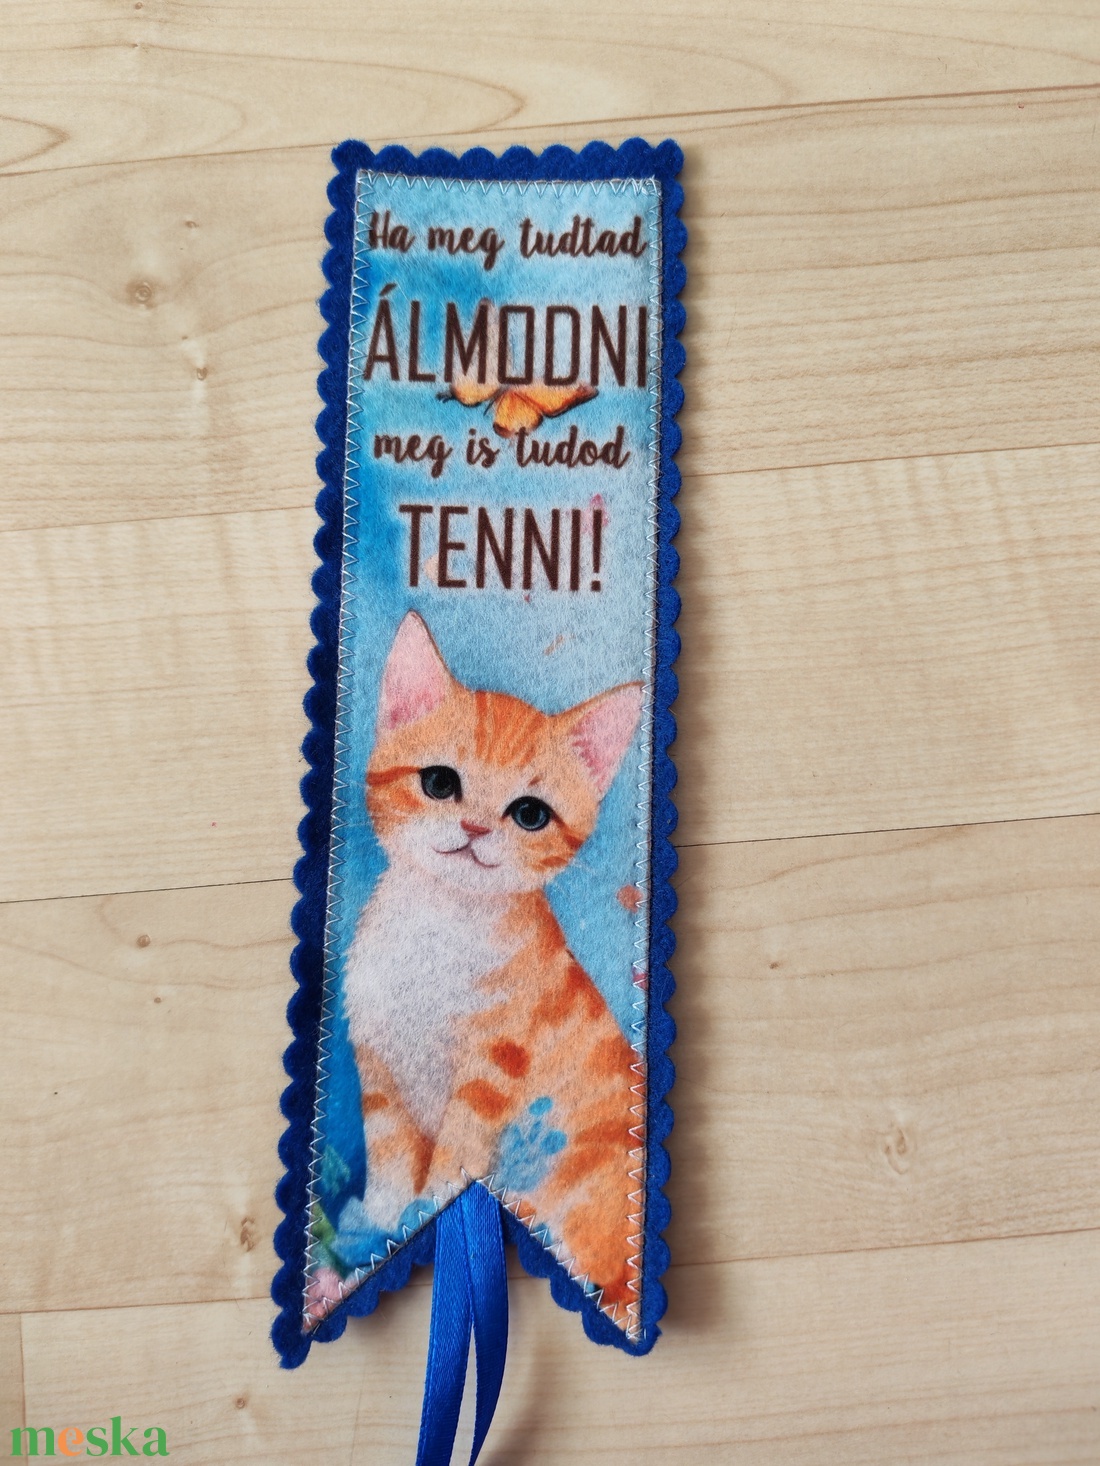 Ha meg tudtad
ÁLMODNI
meg is tudod
TENNI!
meska